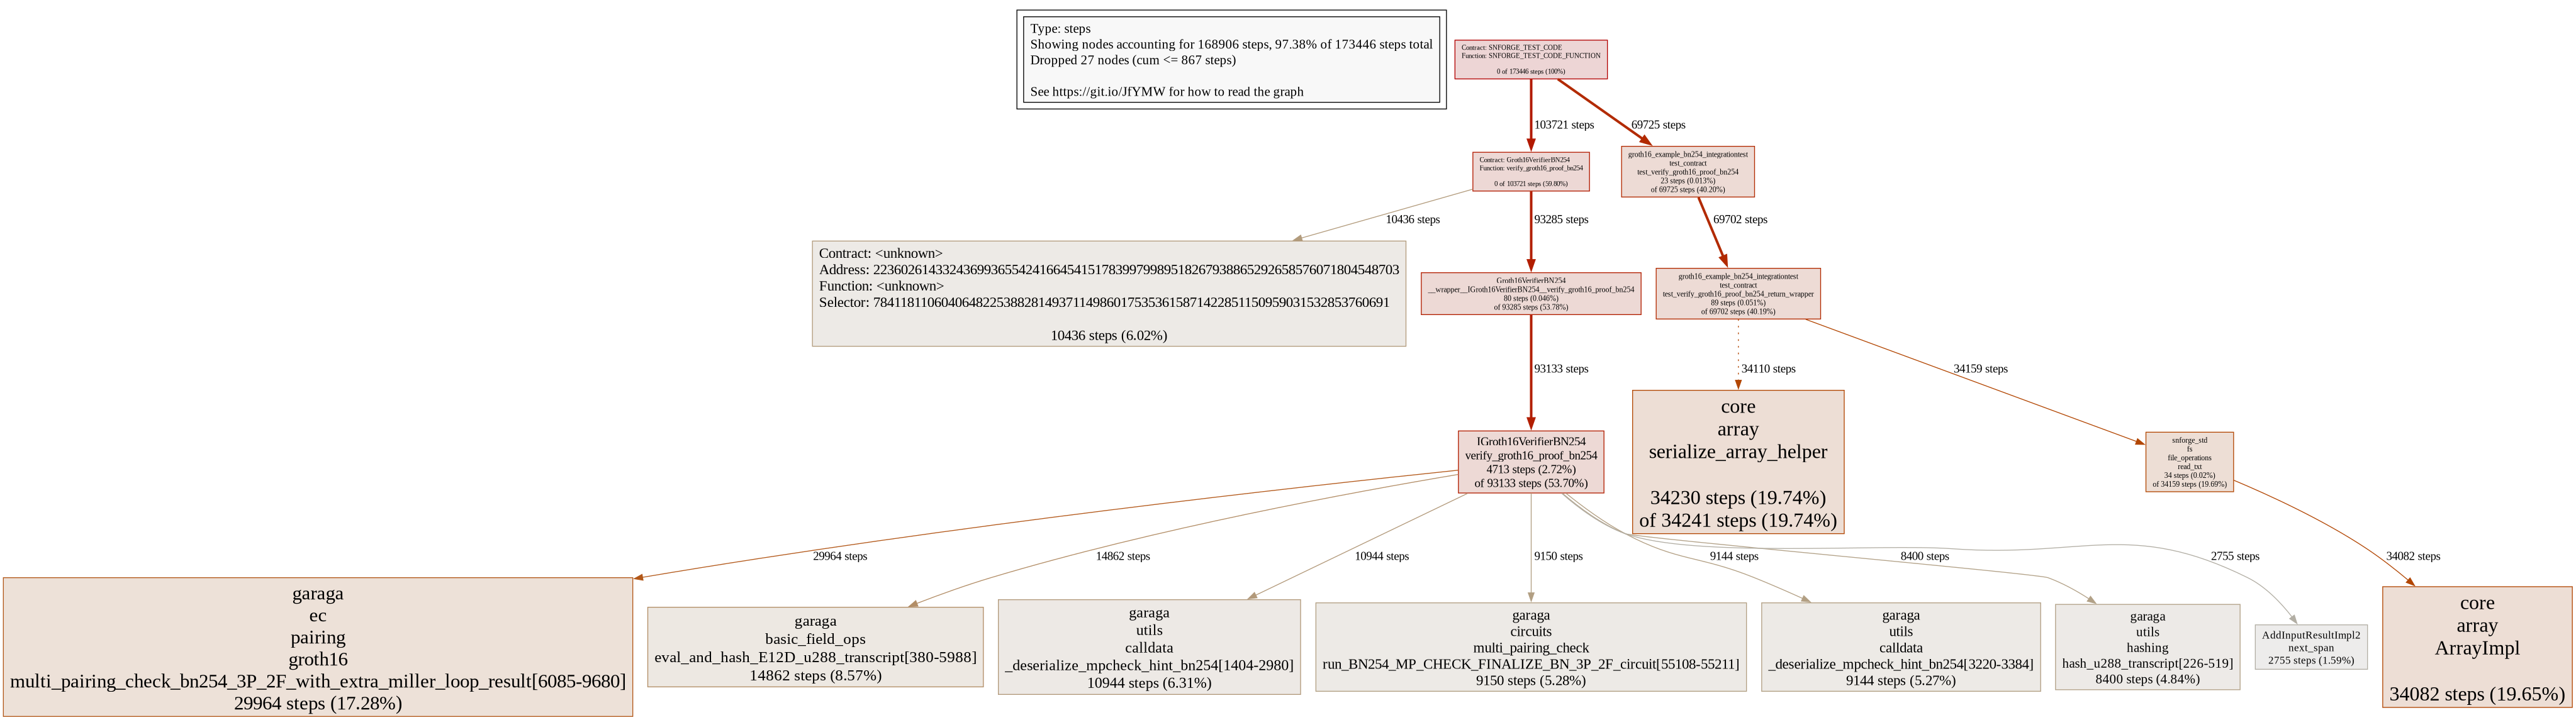 Type: steps
Showing nodes accounting for 168906 steps, 97.38% of 173446 steps total
Dropped 27 nodes (cum <= 867 steps)
See https://git.io/JfYMW for how to read the graph
Contract: SNFORGE_TEST_CODE
Function: SNFORGE_TEST_CODE_FUNCTION
0 of 173446 steps (100%)
103721 steps
69725 steps
Contract: Groth16VerifierBN254
Function: verify_groth16_proof_bn254
0 of 103721 steps (59.80%)
groth16_example_bn254_integrationtest
test_contract
test_verify_groth16_proof_bn254
23 steps (0.013%)
of 69725 steps (40.20%)
10436 steps
93285 steps
69702 steps
Contract: <unknown>
Address: 2236026143324369936554241664541517839979989518267938865292658576071804548703
Function: <unknown>
Selector: 784118110604064822538828149371149860175353615871422851150959031532853760691
10436 steps (6.02%)
Groth16VerifierBN254
__wrapper__IGroth16VerifierBN254__verify_groth16_proof_bn254
80 steps (0.046%)
of 93285 steps (53.78%)
groth16_example_bn254_integrationtest
test_contract
test_verify_groth16_proof_bn254_return_wrapper
89 steps (0.051%)
of 69702 steps (40.19%)
93133 steps
34110 steps
34159 steps
IGroth16VerifierBN254
verify_groth16_proof_bn254
4713 steps (2.72%)
of 93133 steps (53.70%)
core
array
serialize_array_helper
34230 steps (19.74%)
of 34241 steps (19.74%)
snforge_std
fs
file_operations
read_txt
34 steps (0.02%)
of 34159 steps (19.69%)
29964 steps
14862 steps
10944 steps
9150 steps
9144 steps
8400 steps
2755 steps
34082 steps
garaga
ec
pairing
groth16
multi_pairing_check_bn254_3P_2F_with_extra_miller_loop_result[6085-9680]
29964 steps (17.28%)
garaga
basic_field_ops
eval_and_hash_E12D_u288_transcript[380-5988]
14862 steps (8.57%)
garaga
utils
calldata
_deserialize_mpcheck_hint_bn254[1404-2980]
10944 steps (6.31%)
garaga
circuits
multi_pairing_check
run_BN254_MP_CHECK_FINALIZE_BN_3P_2F_circuit[55108-55211]
9150 steps (5.28%)
garaga
utils
calldata
_deserialize_mpcheck_hint_bn254[3220-3384]
9144 steps (5.27%)
garaga
utils
hashing
hash_u288_transcript[226-519]
8400 steps (4.84%)
AddInputResultImpl2
next_span
2755 steps (1.59%)
core
array
ArrayImpl
34082 steps (19.65%)